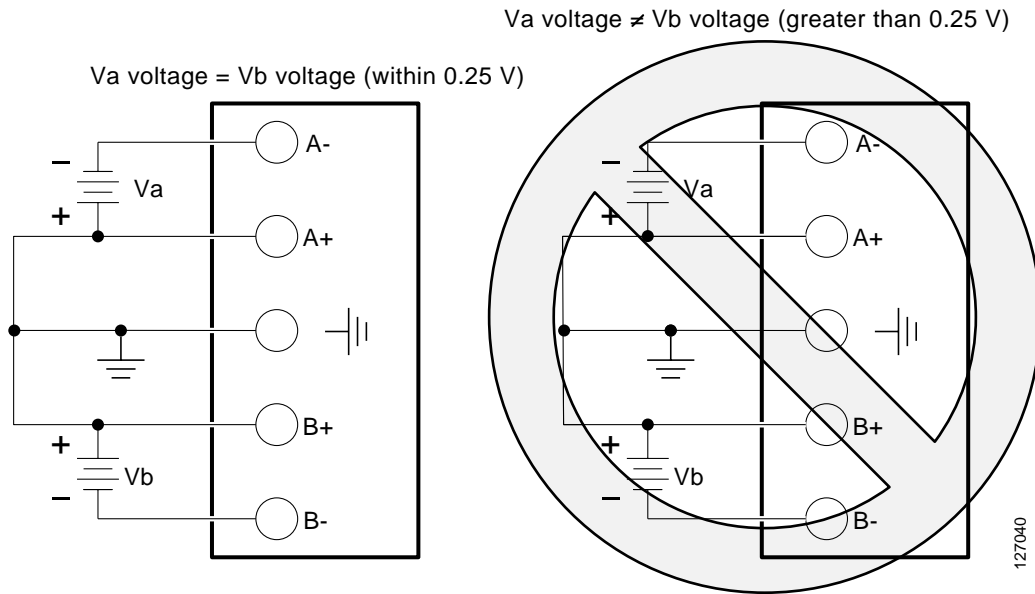 Va voltage ≠ Vb voltage (greater than 0.25 V)
Va voltage = Vb voltage (within 0.25 V)
A-
–
Va
+
A+
+
B+
Vb
–
B-
A-
–
Va
+
A+
+
B+
Vb
–
B-
127040